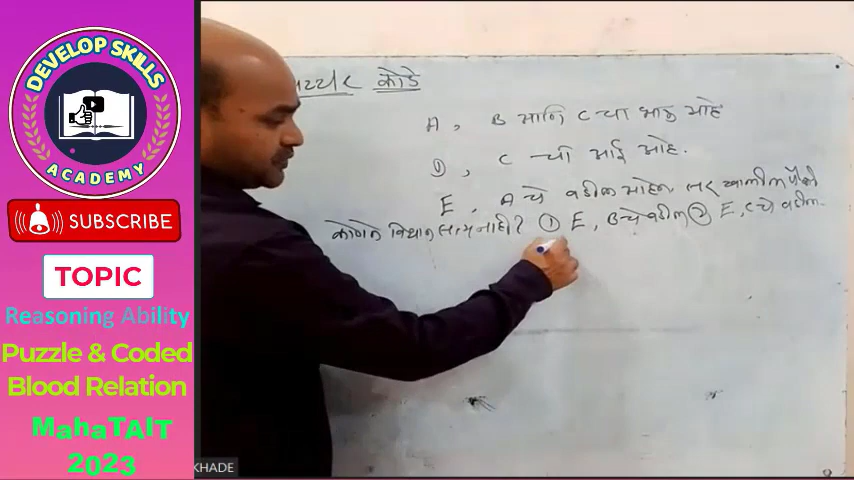 DEVELOP SKILLS
ACADEMY
SUBSCRIBE
TOPIC
Reasoning Ability
Puzzle & Coded
Blood Relation
MahaTAIT
2023
कोडे
A, B आणि C चा भाऊ आहे
D, C ची आई आहे.
E, A चे वडील आहेत तर खालील पैकी
कोणते विधान सत्य नाही? ① E, B चे वडील ② E, C चे वडील
KHADE